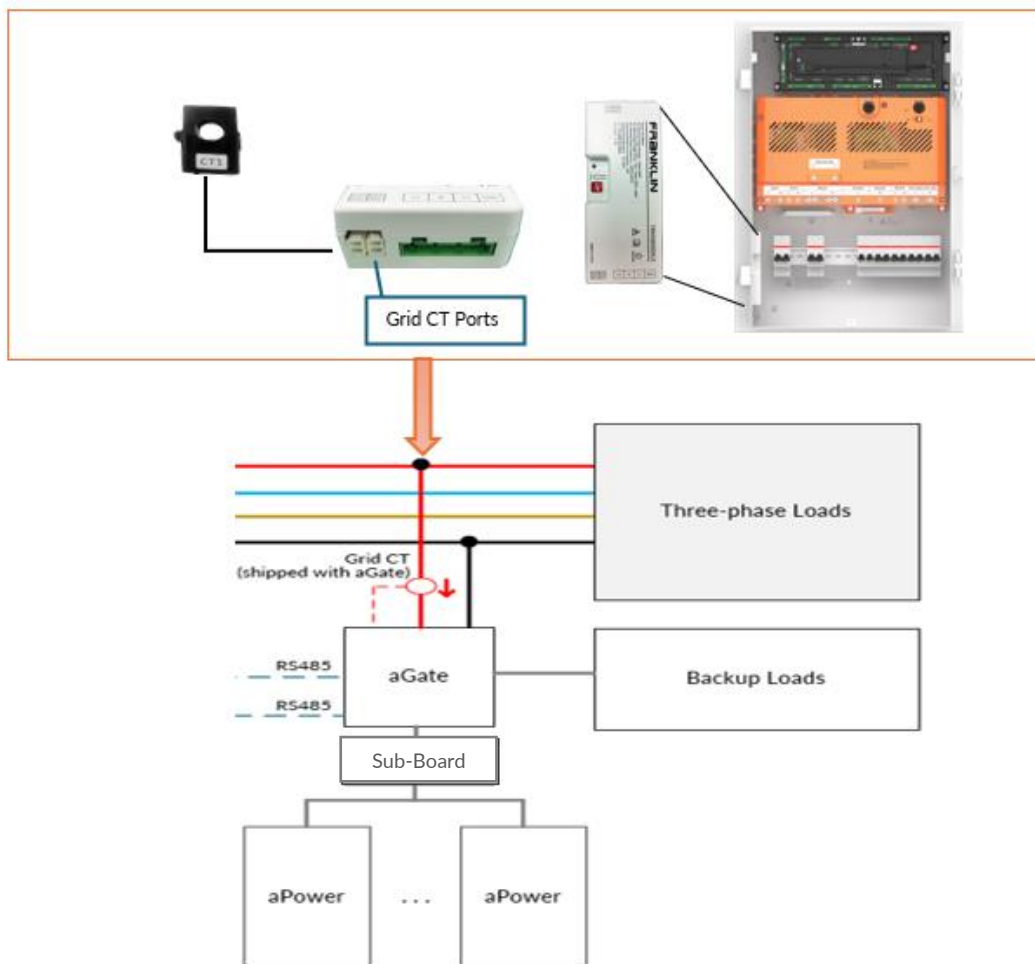 CT1
FRANKLIN
Grid CT Ports
Three-phase Loads
Grid CT
(shipped with aGate)
RS485
aGate
Backup Loads
RS485
Sub-Board
aPower
...
aPower